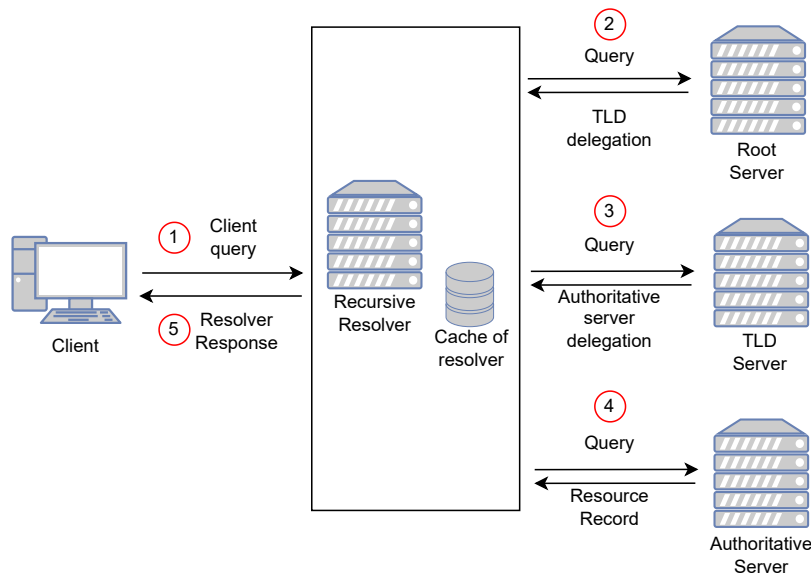 2
Query
TLD
delegation
Root
Server
1
Client
query
5
Resolver
Response
Client
Recursive
Resolver
Cache of
resolver
3
Query
Authoritative
server
delegation
TLD
Server
4
Query
Resource
Record
Authoritative
Server